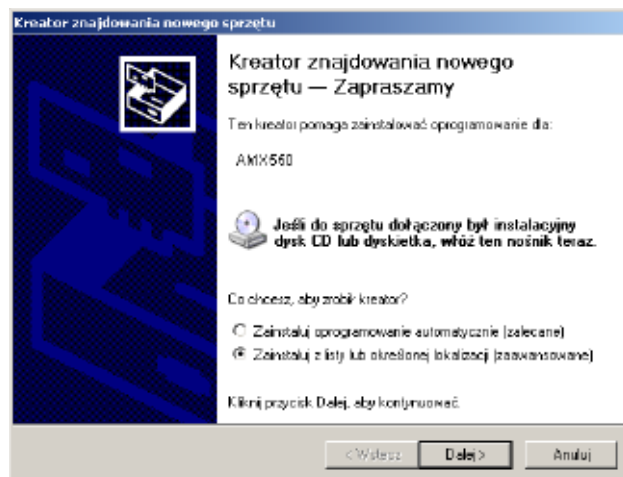 Kreator znajdowania nowego sprzętu
Kreator znajdowania nowego
sprzętu — Zapraszamy
Ten kreator pomaga zainstalować oprogramowanie dla:
AMX560
Jeśli do sprzętu dołączony był instalacyjny
dysk CD lub dyskietka, włóż ten nośnik teraz.
Co chcesz, aby zrobił kreator?
Zainstaluj oprogramowanie automatycznie (zalecane)
Zainstaluj z listy lub określonej lokalizacji (zaawansowane)
Kliknij przycisk Dalej, aby kontynuować.
< Wstecz
Dalej >
Anuluj